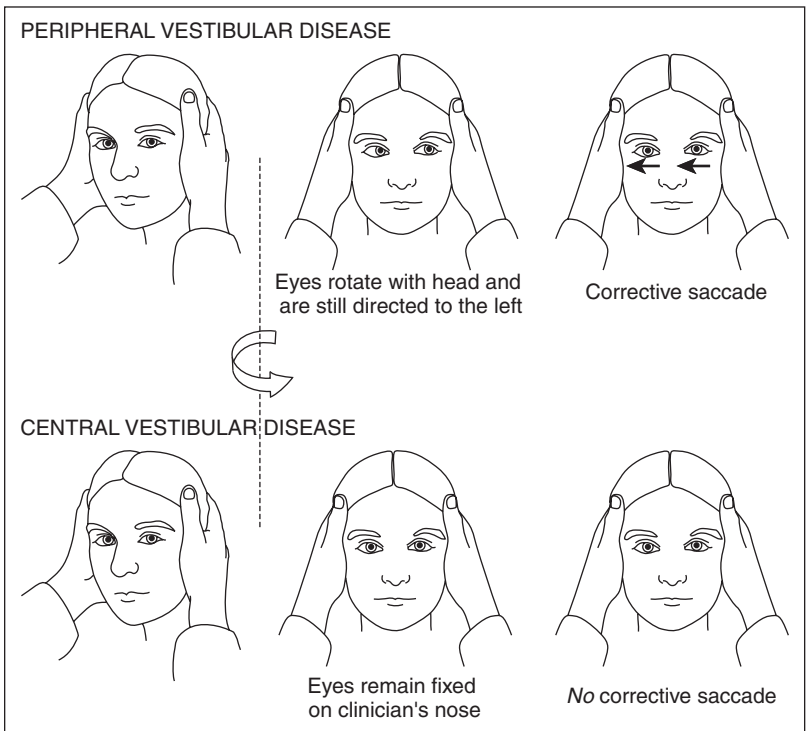 PERIPHERAL VESTIBULAR DISEASE
Eyes rotate with head and
are still directed to the left
Corrective saccade
CENTRAL VESTIBULAR DISEASE
Eyes remain fixed
on clinician's nose
No corrective saccade